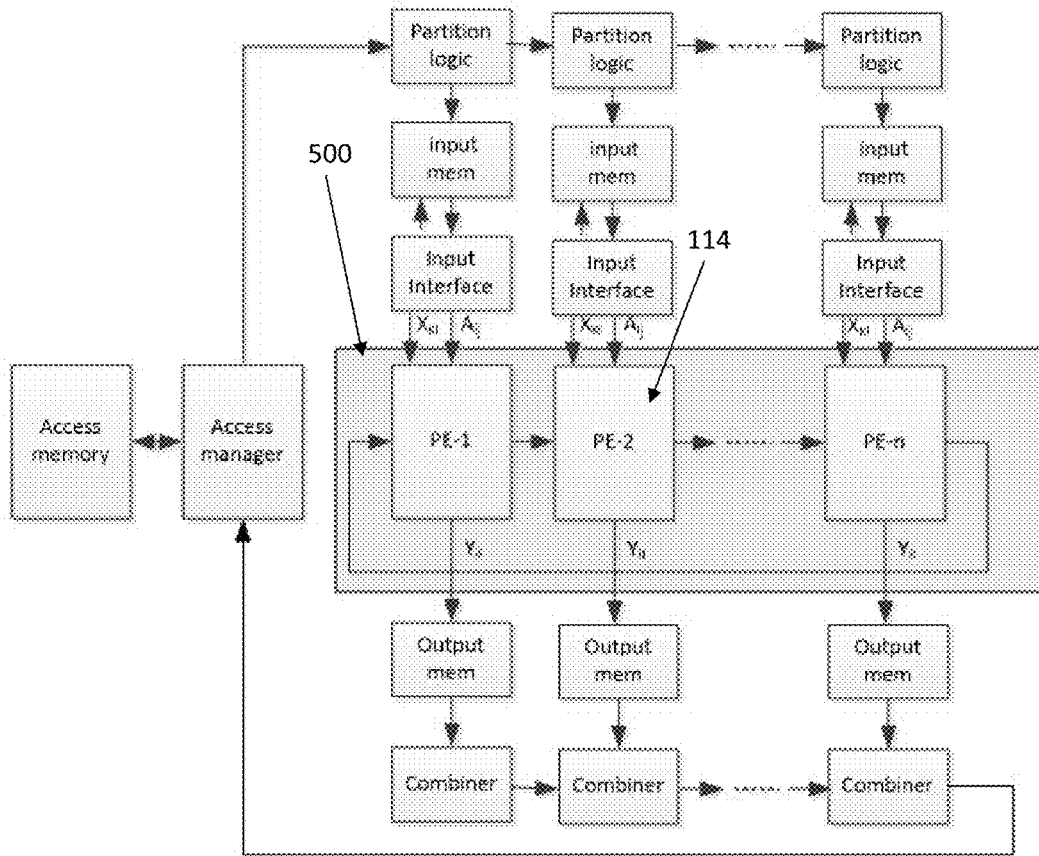 Partition logic
Partition logic
Partition logic
input mem
input mem
input mem
500
114
Input Interface
Input Interface
Input Interface
A
A
A
Access memory
Access manager
PE-1
PE-2
PE-n
Y
Y
Y
Output mem
Output mem
Output mem
Combiner
Combiner
Combiner